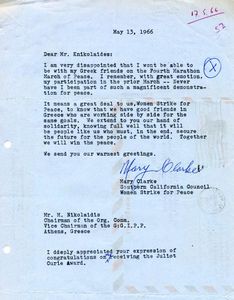 17.5.66
52
May 13, 1966
Dear Mr. Knikolaides:
I am very disappointed that I wont be able to
be with my Greek friends on the Fourth Marathon
March of Peace. I remember, with great emotion,
my participation in the prior March -- Never
have I been part of such a magnificent demonstra-
tion for peace.
It means a great deal to us, Women Strike for
Peace, to know that we have good friends in
Greece who are working side by side for the
same goals. We extend to you our hand of
solidarity, knowing full well that it will
be people like us who must, in the end, secure
the future for the people of the world. Together
we will win the peace.
We send you our warmest greetings.
Mary Clarke
Mary Clarke
Southern California Council
Women Strike for Peace
Mr. M. Nikolaidis
Chairman of the Org. Comm.
Vice Chairman of the G.C.I.P.P.
Athens, Greece
I deeply appreciated your expression of
congratulations on receiving the Juliot
Curie Award.